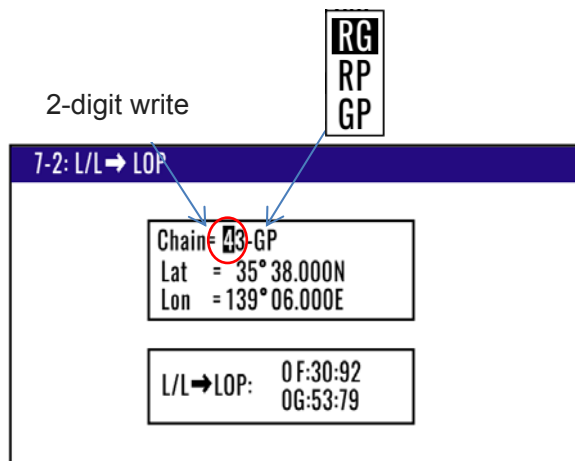 RG
RP
GP
2-digit write
7-2: L/L➡ LOP
Chain= 43-GP
Lat = 35° 38.000N
Lon = 139° 06.000E
L/L➡LOP: 0F:30:92
0G:53:79